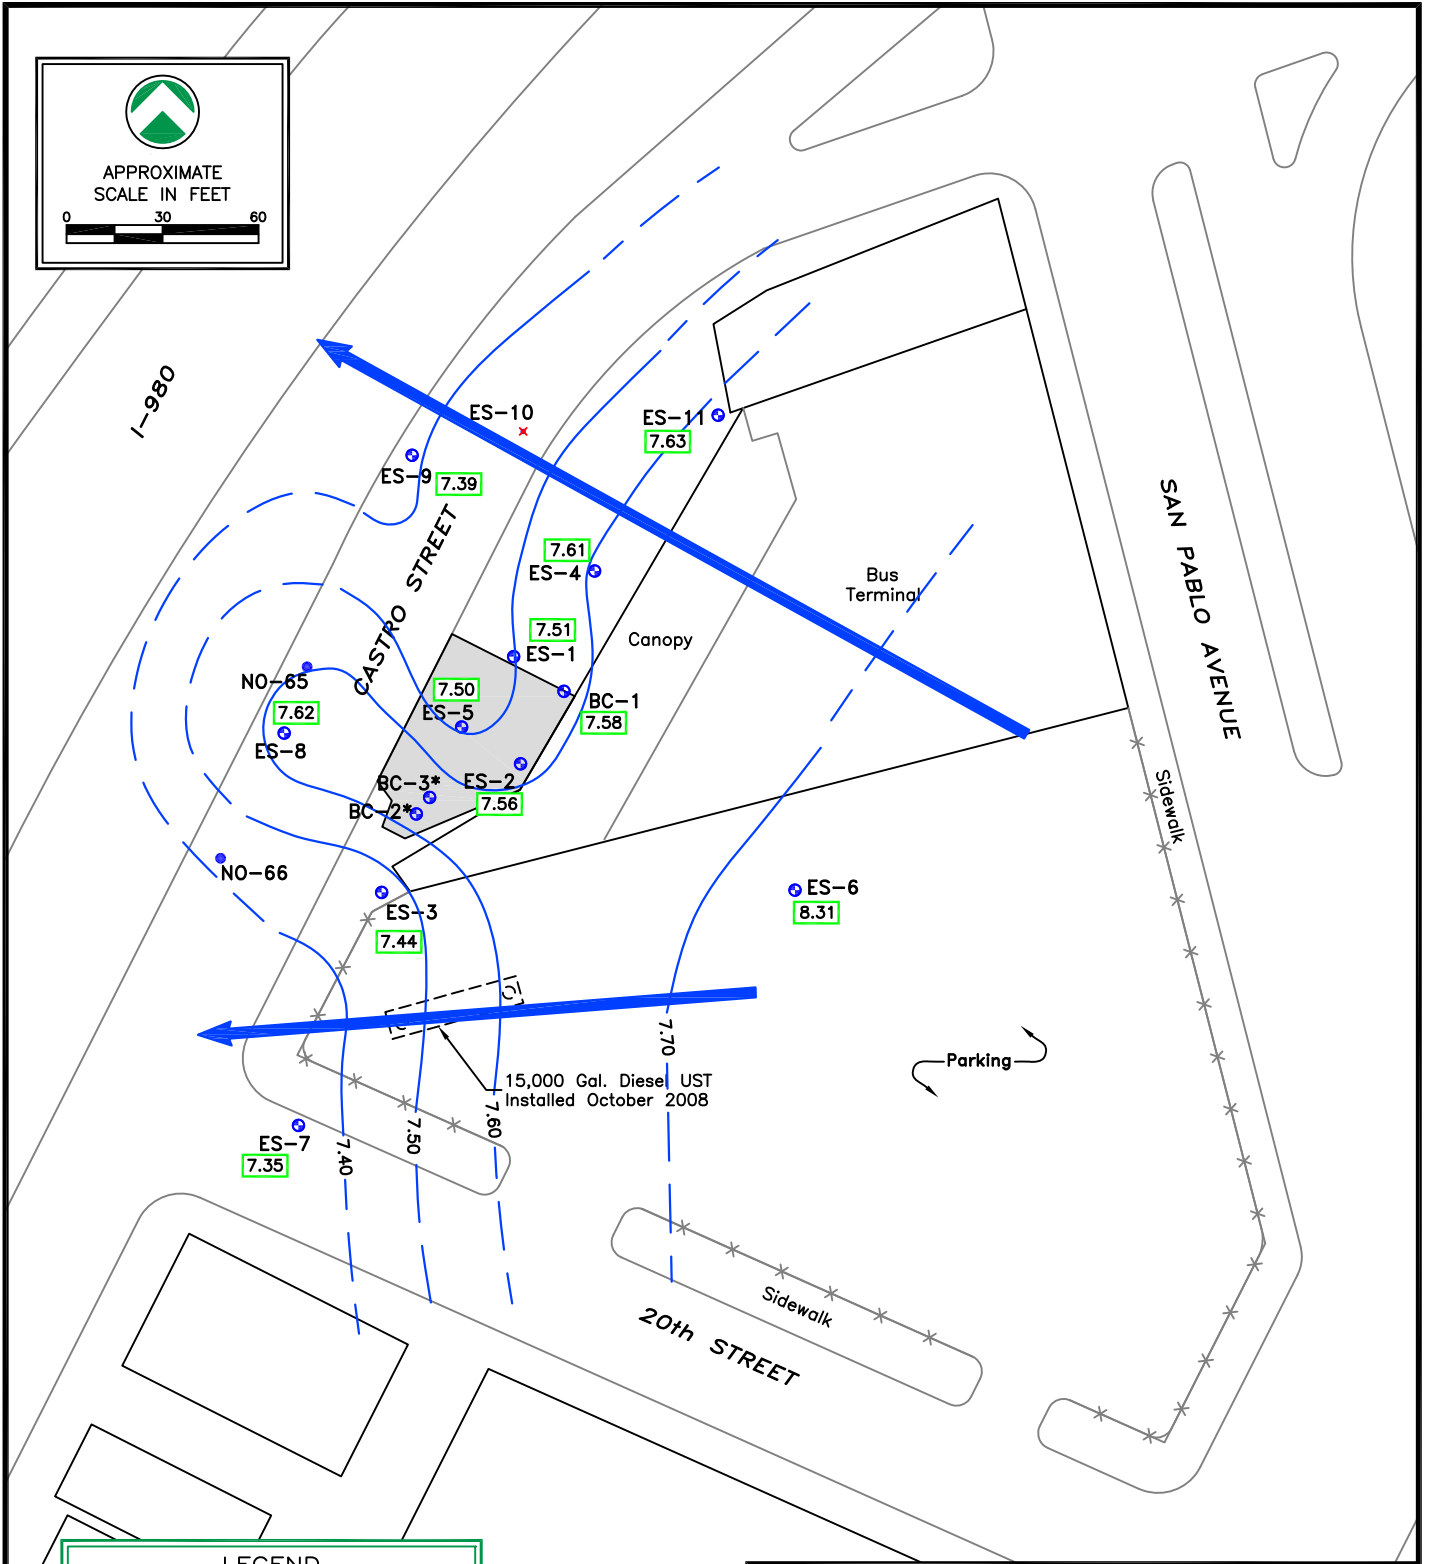 APPROXIMATE
SCALE IN FEET
0 30 60
I-980
ES-10
ES-11
7.63
ES-9
7.39
CASTRO STREET
SAN PABLO AVENUE
7.61
ES-4
Bus
Terminal
7.51
ES-1
Canopy
NO-65
7.50
ES-5
BC-1
7.58
7.62
ES-8
BC-3*
ES-2
7.56
BC-2*
Sidewalk
NO-66
ES-6
8.31
ES-3
7.44
7.70
Parking
15,000 Gal. Diesel UST
Installed October 2008
7.60
7.50
7.40
ES-7
7.35
Sidewalk
20th STREET
LEGEND